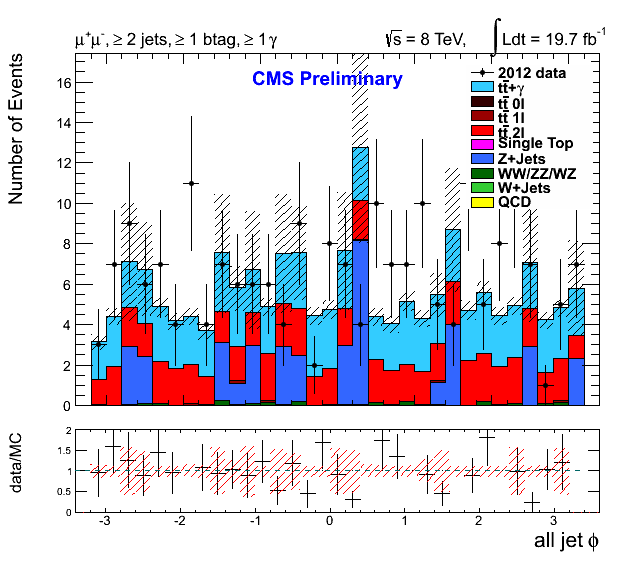 μ⁺μ⁻, ≥ 2 jets, ≥ 1 btag, ≥ 1 γ
√s = 8 TeV, ∫ Ldt = 19.7 fb⁻¹
CMS Preliminary
2012 data
tt̄+γ
tt̄ 0l
tt̄ 1l
tt̄ 2l
Single Top
Z+Jets
WW/ZZ/WZ
W+Jets
QCD
Number of Events
16
14
12
10
8
6
4
2
0
data/MC
2
1.5
1
0.5
0
-3 -2 -1 0 1 2 3
all jet ϕ